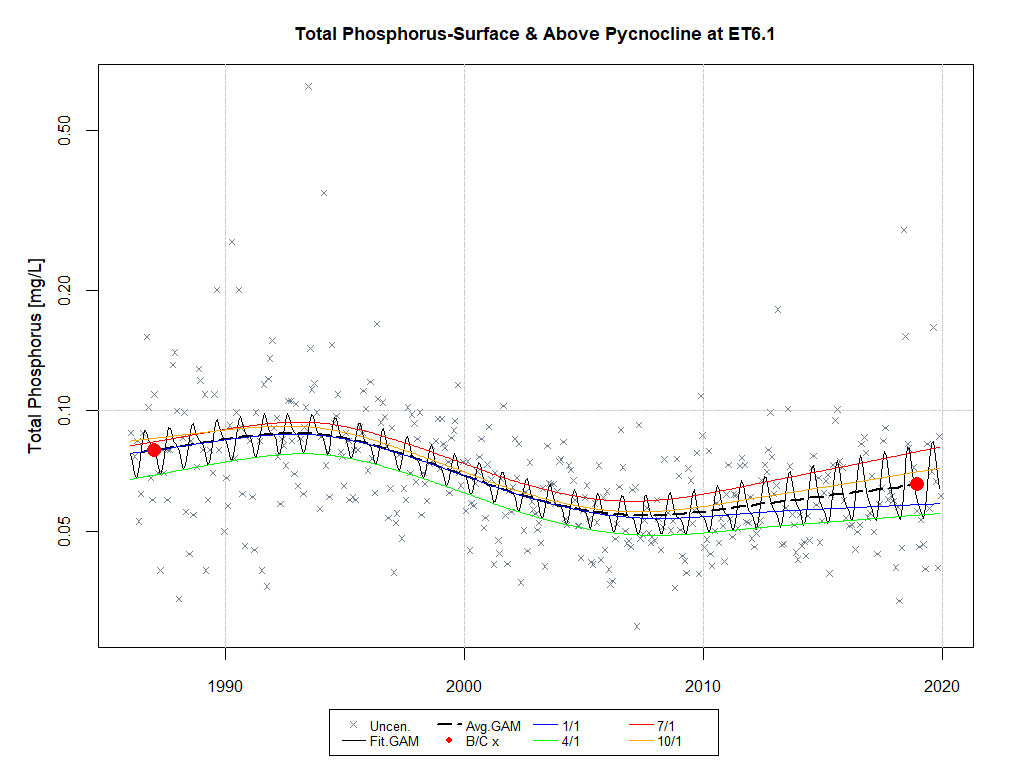 Total Phosphorus-Surface & Above Pycnocline at ET6.1
Total Phosphorus [mg/L]
0.50
0.20
0.10
0.05
1990 2000 2010 2020
Uncen. Avg.GAM 1/1 7/1
Fit.GAM B/C x 4/1 10/1